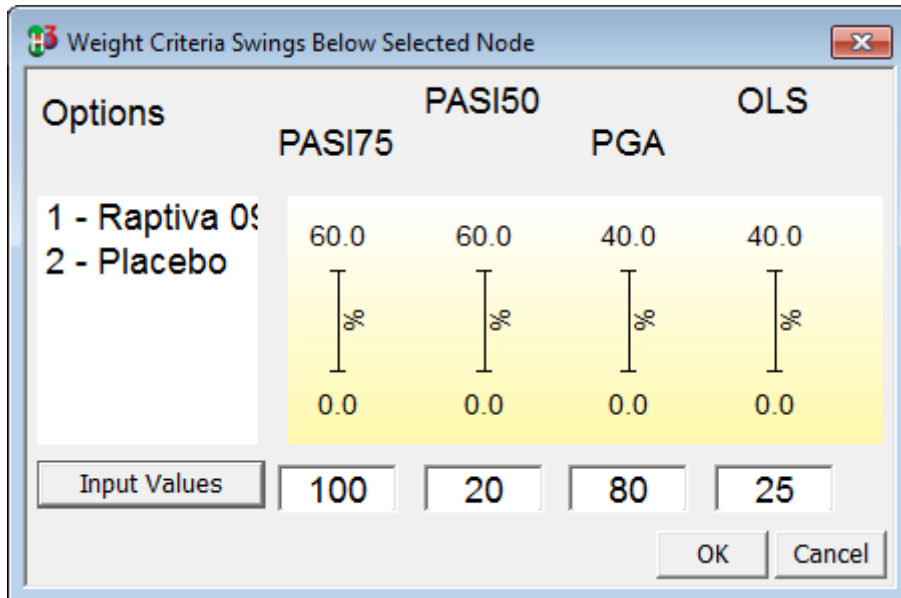 Weight Criteria Swings Below Selected Node
Options PASI75 PASI50 PGA OLS
1 - Raptiva 09
2 - Placebo
60.0 60.0 40.0 40.0
% % % %
0.0 0.0 0.0 0.0
Input Values 100 20 80 25
OK Cancel